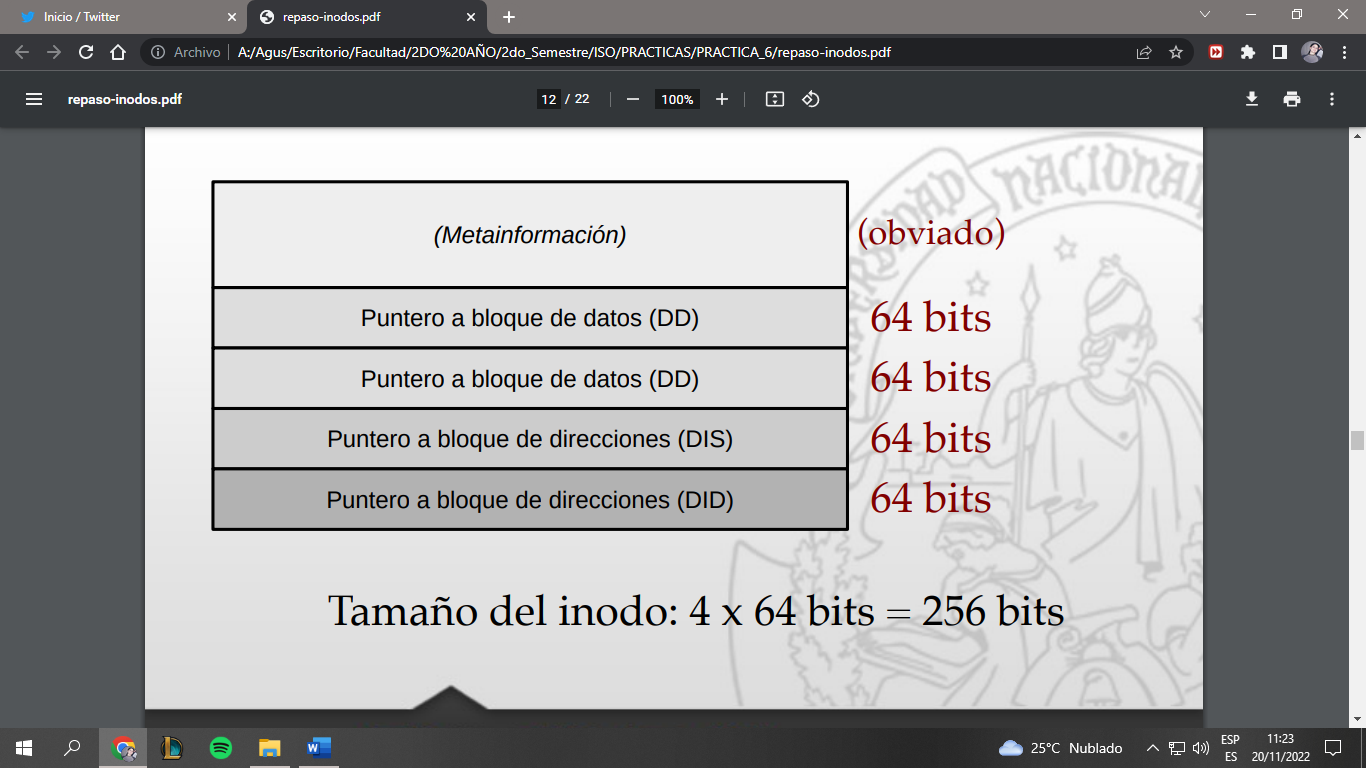 Inicio / Twitter
repaso-inodos.pdf
Archivo
A:/Agus/Escritorio/Facultad/2DO%20AÑO/2do_Semestre/ISO/PRACTICAS/PRACTICA_6/repaso-inodos.pdf
repaso-inodos.pdf
12 / 22
100%
(Metainformación)
(obviado)
Puntero a bloque de datos (DD)
64 bits
Puntero a bloque de datos (DD)
64 bits
Puntero a bloque de direcciones (DIS)
64 bits
Puntero a bloque de direcciones (DID)
64 bits
Tamaño del inodo: 4 x 64 bits = 256 bits
NACIONAL
25°C Nublado
ESP
ES
11:23
20/11/2022